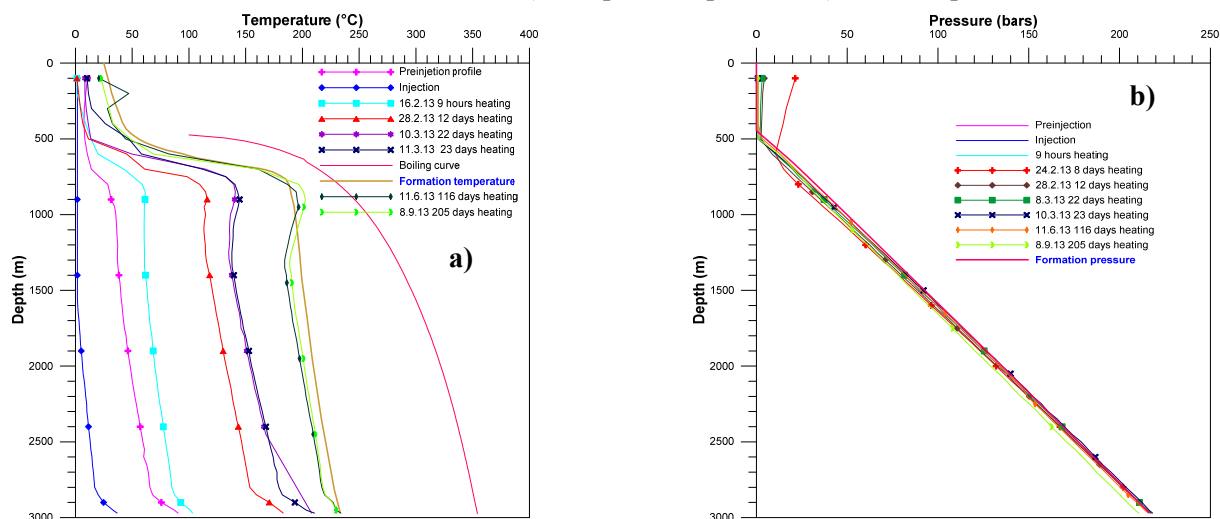 Temperature (°C)
0 50 100 150 200 250 300 350 400
0
500
1000
1500
2000
2500
3000
Depth (m)
Preinjetion profile
Injection
16.2.13 9 hours heating
28.2.13 12 days heating
10.3.13 22 days heating
11.3.13 23 days heating
Boiling curve
Formation temperature
11.6.13 116 days heating
8.9.13 205 days heating
a)
Pressure (bars)
0 50 100 150 200 250
0
500
1000
1500
2000
2500
3000
Depth (m)
b)
Preinjection
Injection
9 hours heating
24.2.13 8 days heating
28.2.13 12 days heating
8.3.13 22 days heating
10.3.13 23 days heating
11.6.13 116 days heating
8.9.13 205 days heating
Formation pressure